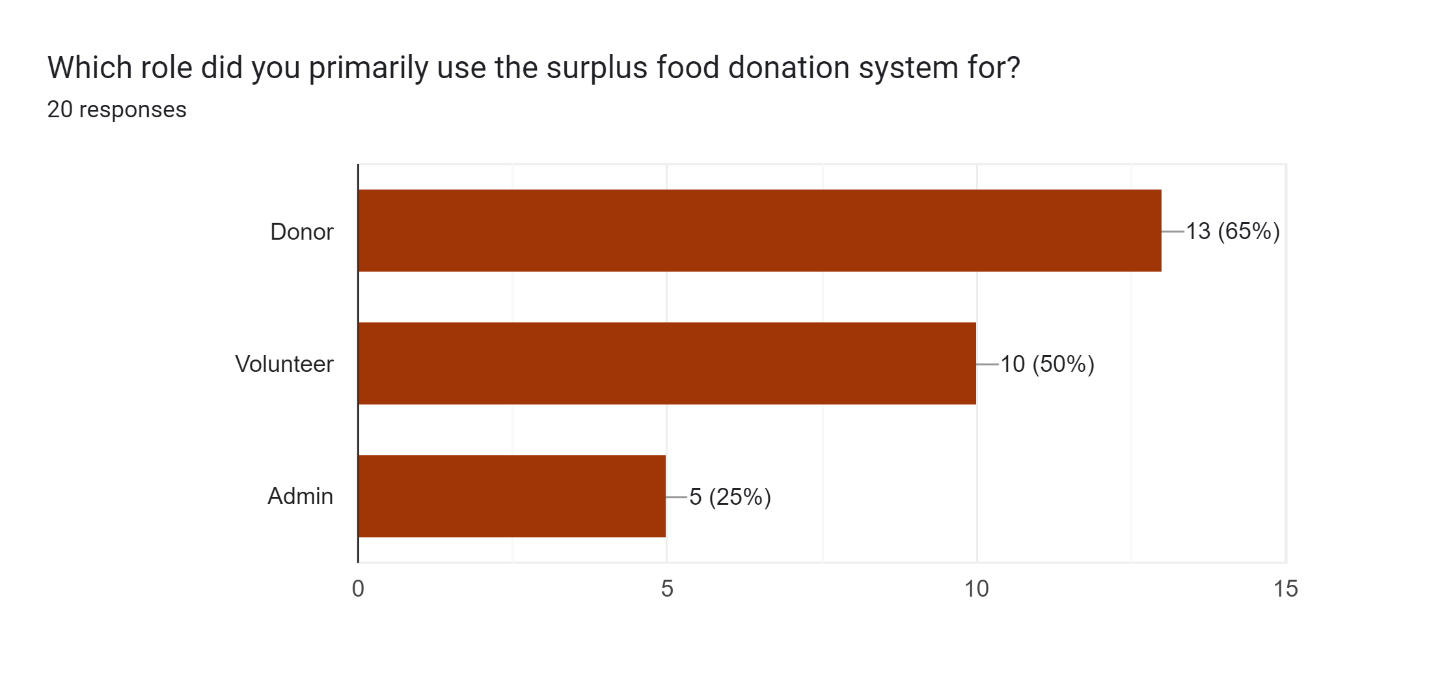 Which role did you primarily use the surplus food donation system for?
20 responses
Donor
13 (65%)
Volunteer
10 (50%)
Admin
5 (25%)
0 5 10 15